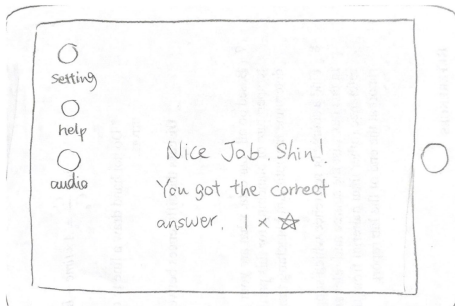 setting
help
audio
Nice Job. Shin!
You got the correct
answer. 1 × ☆